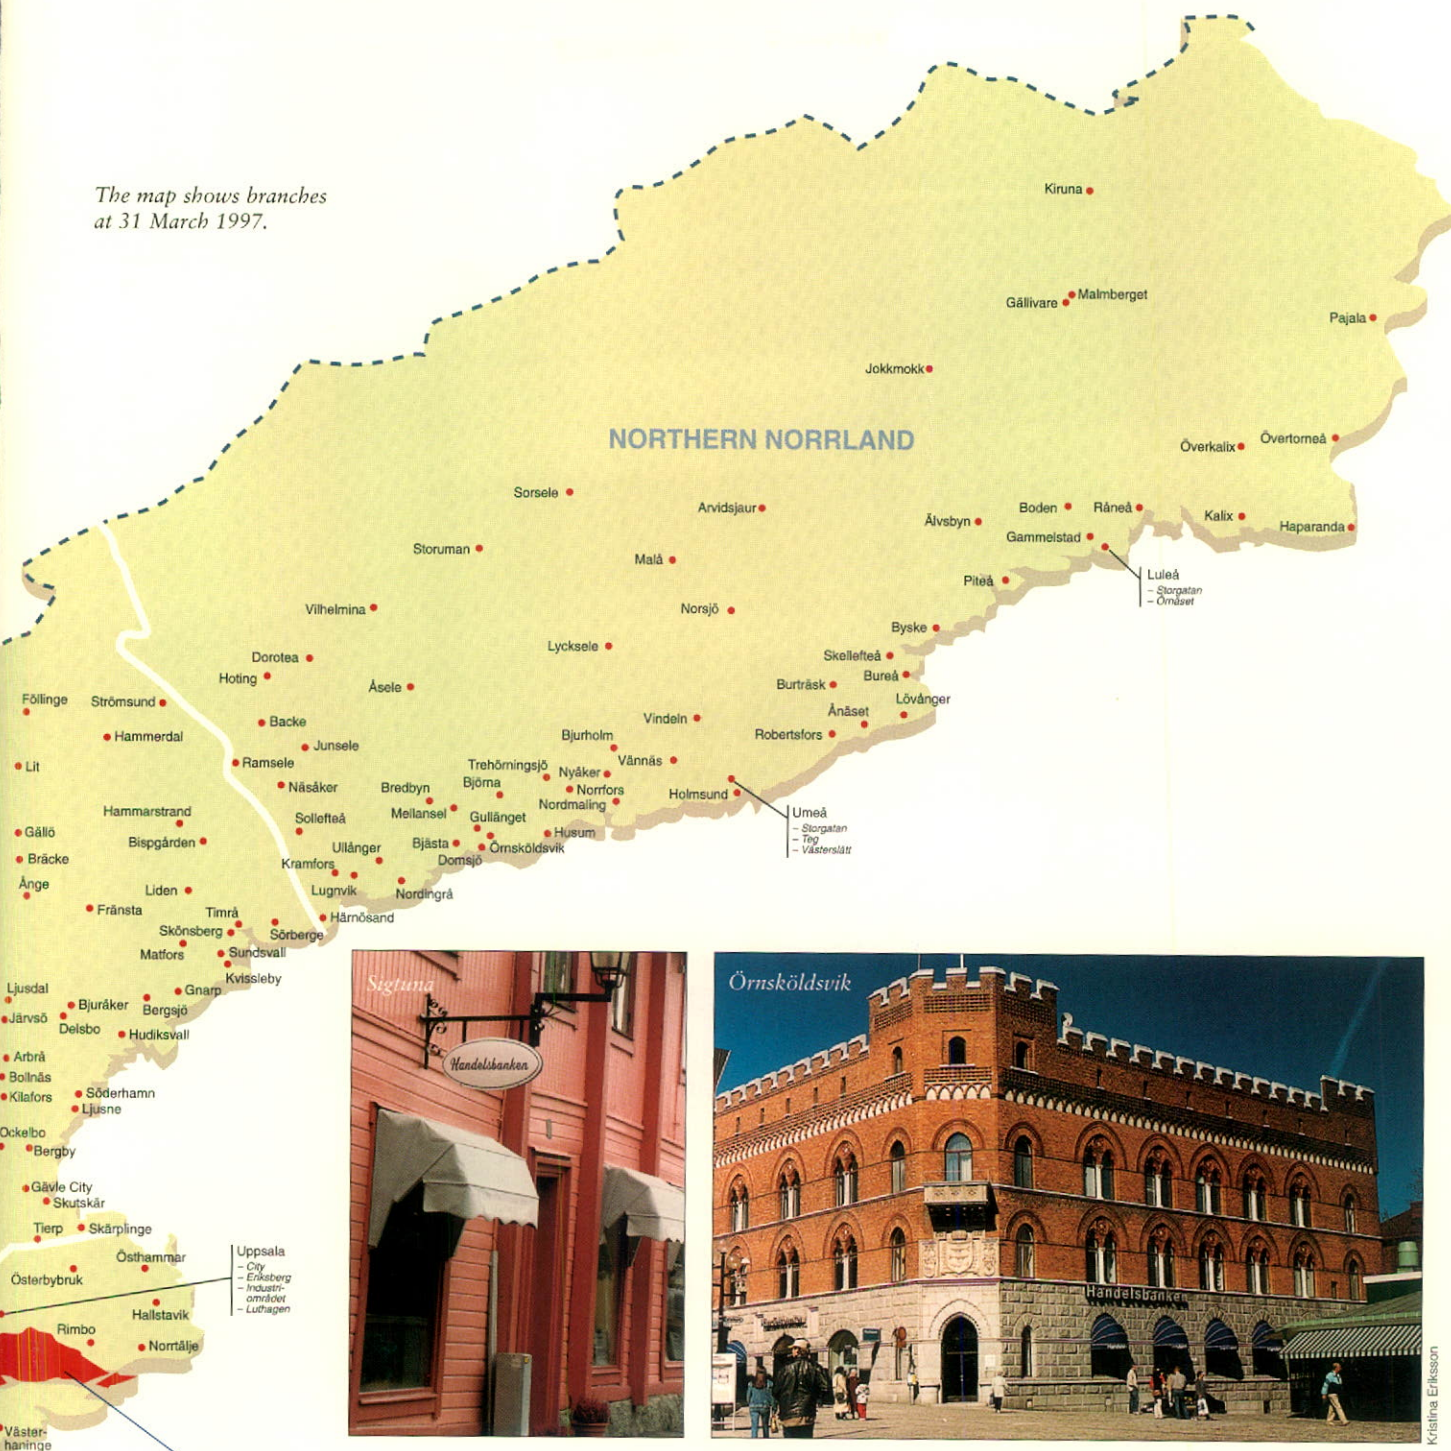 The map shows branches
at 31 March 1997.
Kiruna
Malmberget
Gällivare
Pajala
Jokkmokk
NORTHERN NORRLAND
Övertorneå
Överkalix
Sorsele
Arvidsjaur
Älvsbyn
Boden
Råneå
Kalix
Haparanda
Gammelstad
Storuman
Malå
Piteå
Luleå
– Storgatan
– Örnäset
Vilhelmina
Norsjö
Byske
Lycksele
Skellefteå
Dorotea
Hoting
Åsele
Burträsk
Bureå
Lövånger
Föllinge
Strömsund
Ånäset
Backe
Vindeln
Robertsfors
Hammerdal
Junsele
Bjurholm
Lit
Ramsele
Trehörningsjö
Nyåker
Vännäs
Näsåker
Bredbyn
Björna
Norrfors
Holmsund
Nordmaling
Hammarstrand
Sollefteå
Mellansel
Gullänget
Umeå
– Storgatan
– Teg
– Västerslätt
Gällö
Bispgården
Husum
Ullånger
Bjästa
Örnsköldsvik
Bräcke
Kramfors
Domsjö
Ånge
Liden
Lugnvik
Nordingrå
Fränsta
Timrå
Härnösand
Skönsberg
Sörberge
Matfors
Sundsvall
Kvissleby
Ljusdal
Gnarp
Bjuråker
Bergsjö
Järvsö
Delsbo
Hudiksvall
Arbrå
Bollnäs
Kilafors
Söderhamn
Ljusne
Ockelbo
Bergby
Gävle City
Skutskär
Tierp
Skärplinge
Östhammar
Uppsala
– City
– Eriksberg
– Industri-
området
– Luthagen
Österbybruk
Hallstavik
Rimbo
Norrtälje
Väster-
haninge
Sigtuna
Handelsbanken
Örnsköldsvik
Handelsbanken
Kristina Eriksson